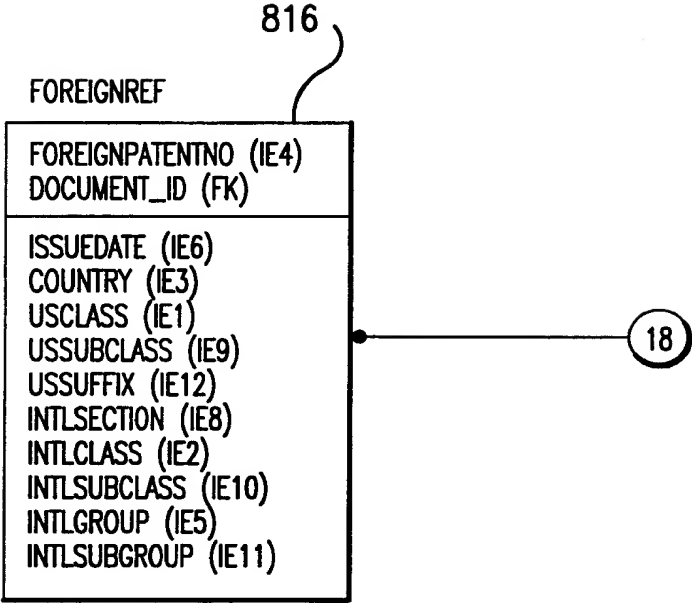 816
FOREIGNREF
FOREIGNPATENTNO (IE4)
DOCUMENT_ID (FK)
ISSUEDATE (IE6)
COUNTRY (IE3)
USCLASS (IE1)
USSUBCLASS (IE9)
USSUFFIX (IE12)
INTLSECTION (IE8)
INTLCLASS (IE2)
INTLSUBCLASS (IE10)
INTLGROUP (IE5)
INTLSUBGROUP (IE11)
18